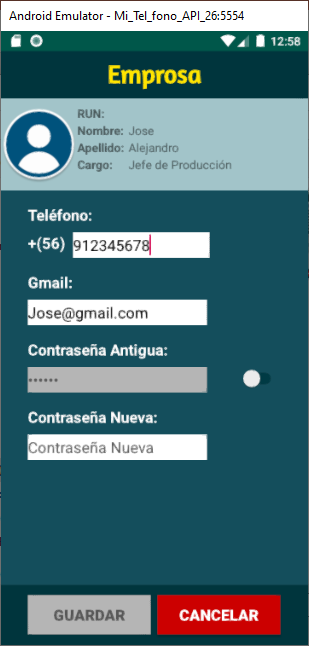 Android Emulator - Mi_Tel_fono_API_26:5554
12:58
Emprosa
RUN:
Nombre: Jose
Apellido: Alejandro
Cargo: Jefe de Producción
Teléfono:
+(56) 912345678
Gmail:
Jose@gmail.com
Contraseña Antigua:
••••••
Contraseña Nueva:
Contraseña Nueva
GUARDAR CANCELAR